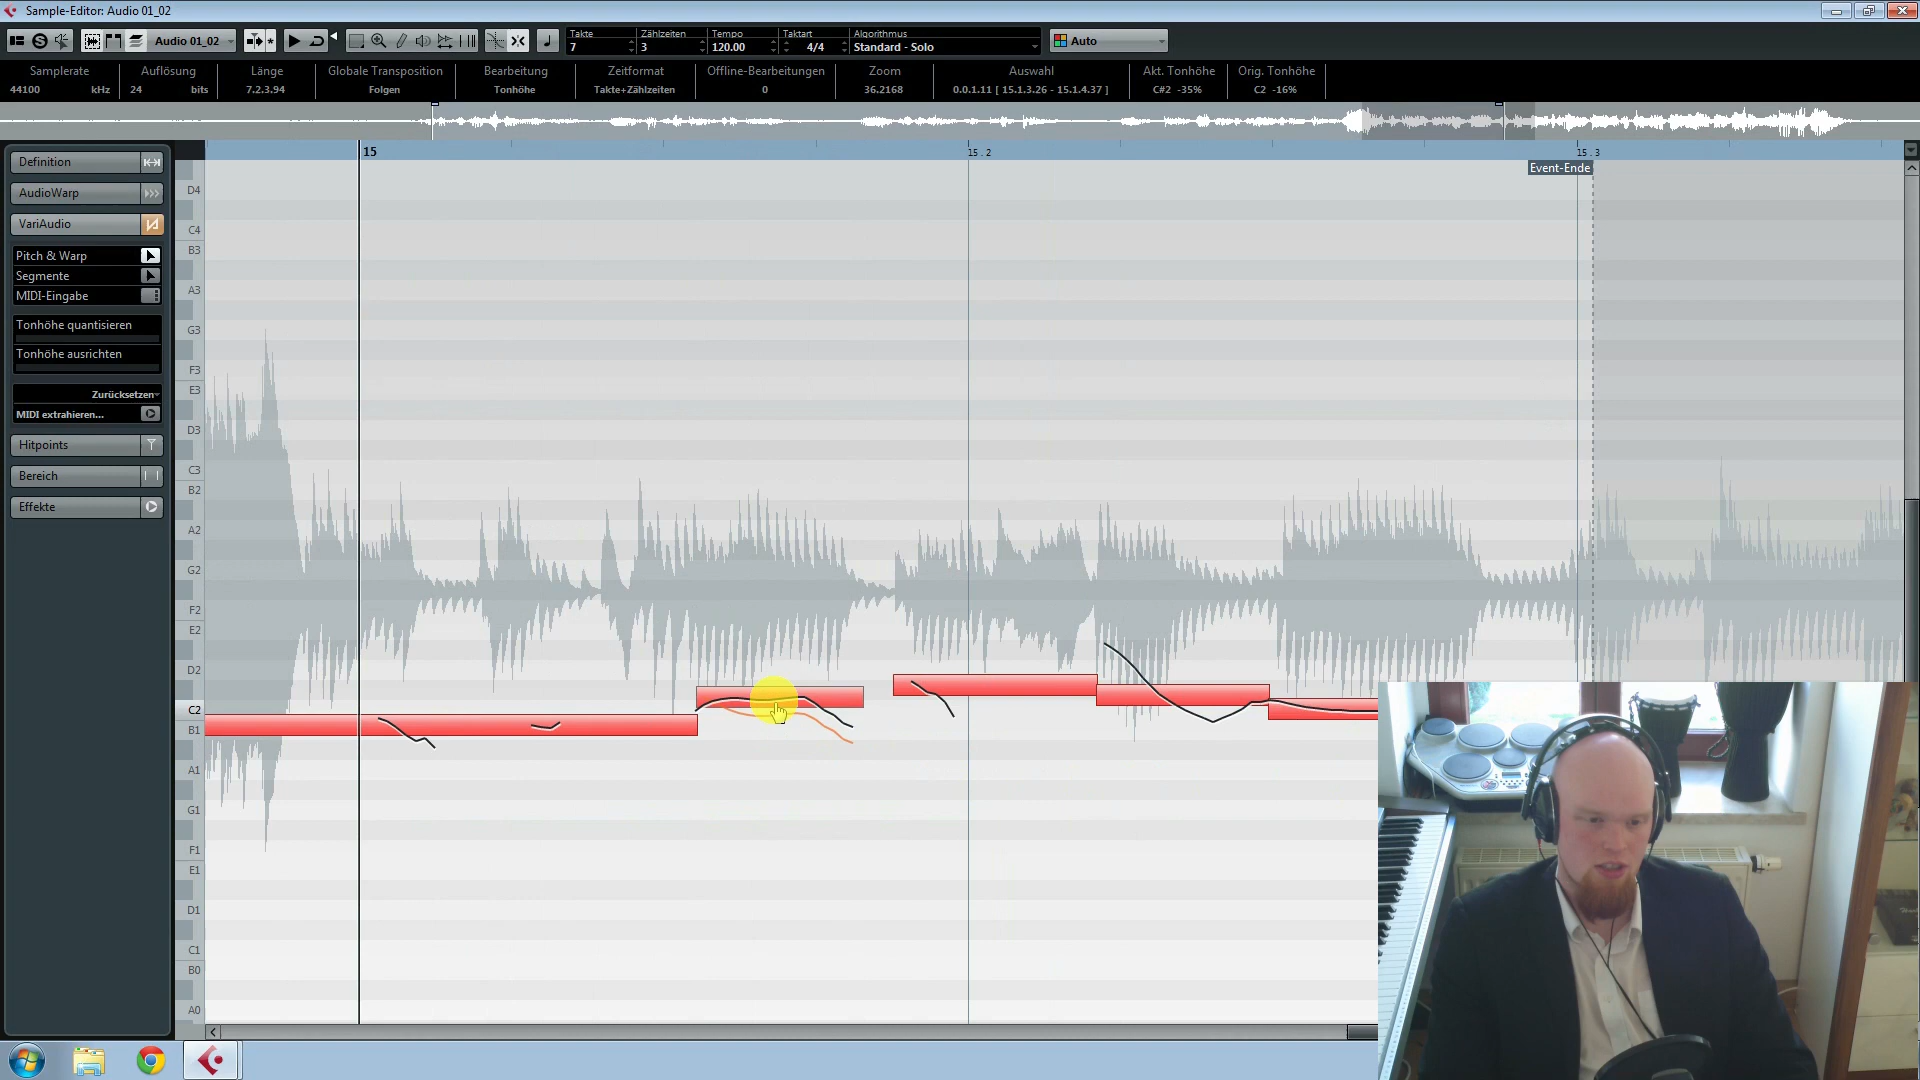 Sample-Editor: Audio 01_02
Audio 01_02
Takte
7
Zählzeiten
3
Tempo
120.00
Taktart
4/4
Algorithmus
Standard - Solo
Auto
Samplerate
44100 kHz
Auflösung
24 bits
Länge
7.2.3.94
Globale Transposition
Folgen
Bearbeitung
Tonhöhe
Zeitformat
Takte+Zählzeiten
Offline-Bearbeitungen
0
Zoom
36.2168
Auswahl
0.0.1.11 [ 15.1.3.26 - 15.1.4.37 ]
Akt. Tonhöhe
C#2 -35%
Orig. Tonhöhe
C2 -16%
15
15.2
15.3
Event-Ende
Definition
AudioWarp
VariAudio
Pitch & Warp
Segmente
MIDI-Eingabe
Tonhöhe quantisieren
Tonhöhe ausrichten
Zurücksetzen
MIDI extrahieren...
Hitpoints
Bereich
Effekte
D4
C4
B3
A3
G3
F3
E3
D3
C3
B2
A2
G2
F2
E2
D2
C2
B1
A1
G1
F1
E1
D1
C1
B0
A0